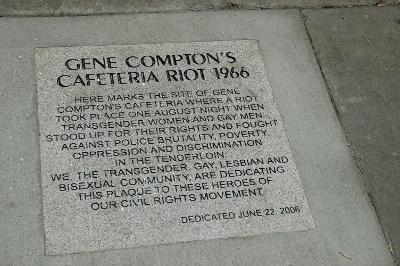 GENE COMPTON'S
CAFETERIA RIOT 1966
HERE MARKS THE SITE OF GENE
COMPTON'S CAFETERIA WHERE A RIOT
TOOK PLACE ONE AUGUST NIGHT WHEN
TRANSGENDER WOMEN AND GAY MEN
STOOD UP FOR THEIR RIGHTS AND FOUGHT
AGAINST POLICE BRUTALITY, POVERTY,
OPPRESSION AND DISCRIMINATION
IN THE TENDERLOIN.
WE, THE TRANSGENDER, GAY, LESBIAN AND
BISEXUAL COMMUNITY, ARE DEDICATING
THIS PLAQUE TO THESE HEROES OF
OUR CIVIL RIGHTS MOVEMENT.
DEDICATED JUNE 22, 2006